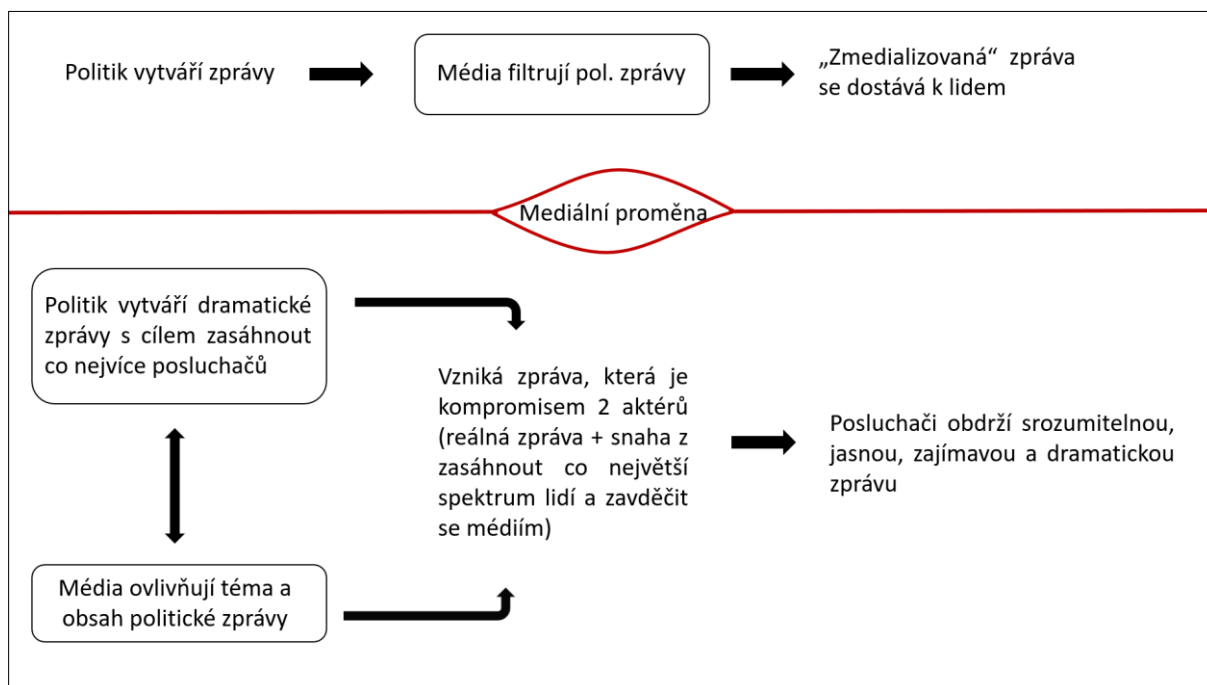 Politik vytváří zprávy
Média filtrují pol. zprávy
„Zmedializovaná“ zpráva
se dostává k lidem
Mediální proměna
Politik vytváří dramatické
zprávy s cílem zasáhnout
co nejvíce posluchačů
Vzniká zpráva, která je
kompromisem 2 aktérů
(reálná zpráva + snaha z
zasáhnout co největší
spektrum lidí a zavděčit
se médiím)
Posluchači obdrží srozumitelnou,
jasnou, zajímavou a dramatickou
zprávu
Média ovlivňují téma a
obsah politické zprávy